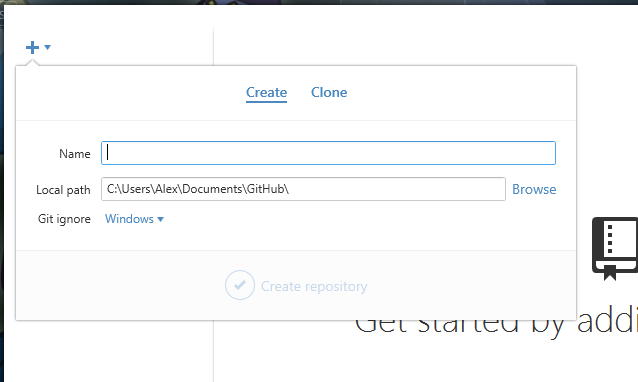 Create Clone
Name
Local path C:\Users\Alex\Documents\GitHub\ Browse
Git ignore Windows
Create repository
Get started by addi